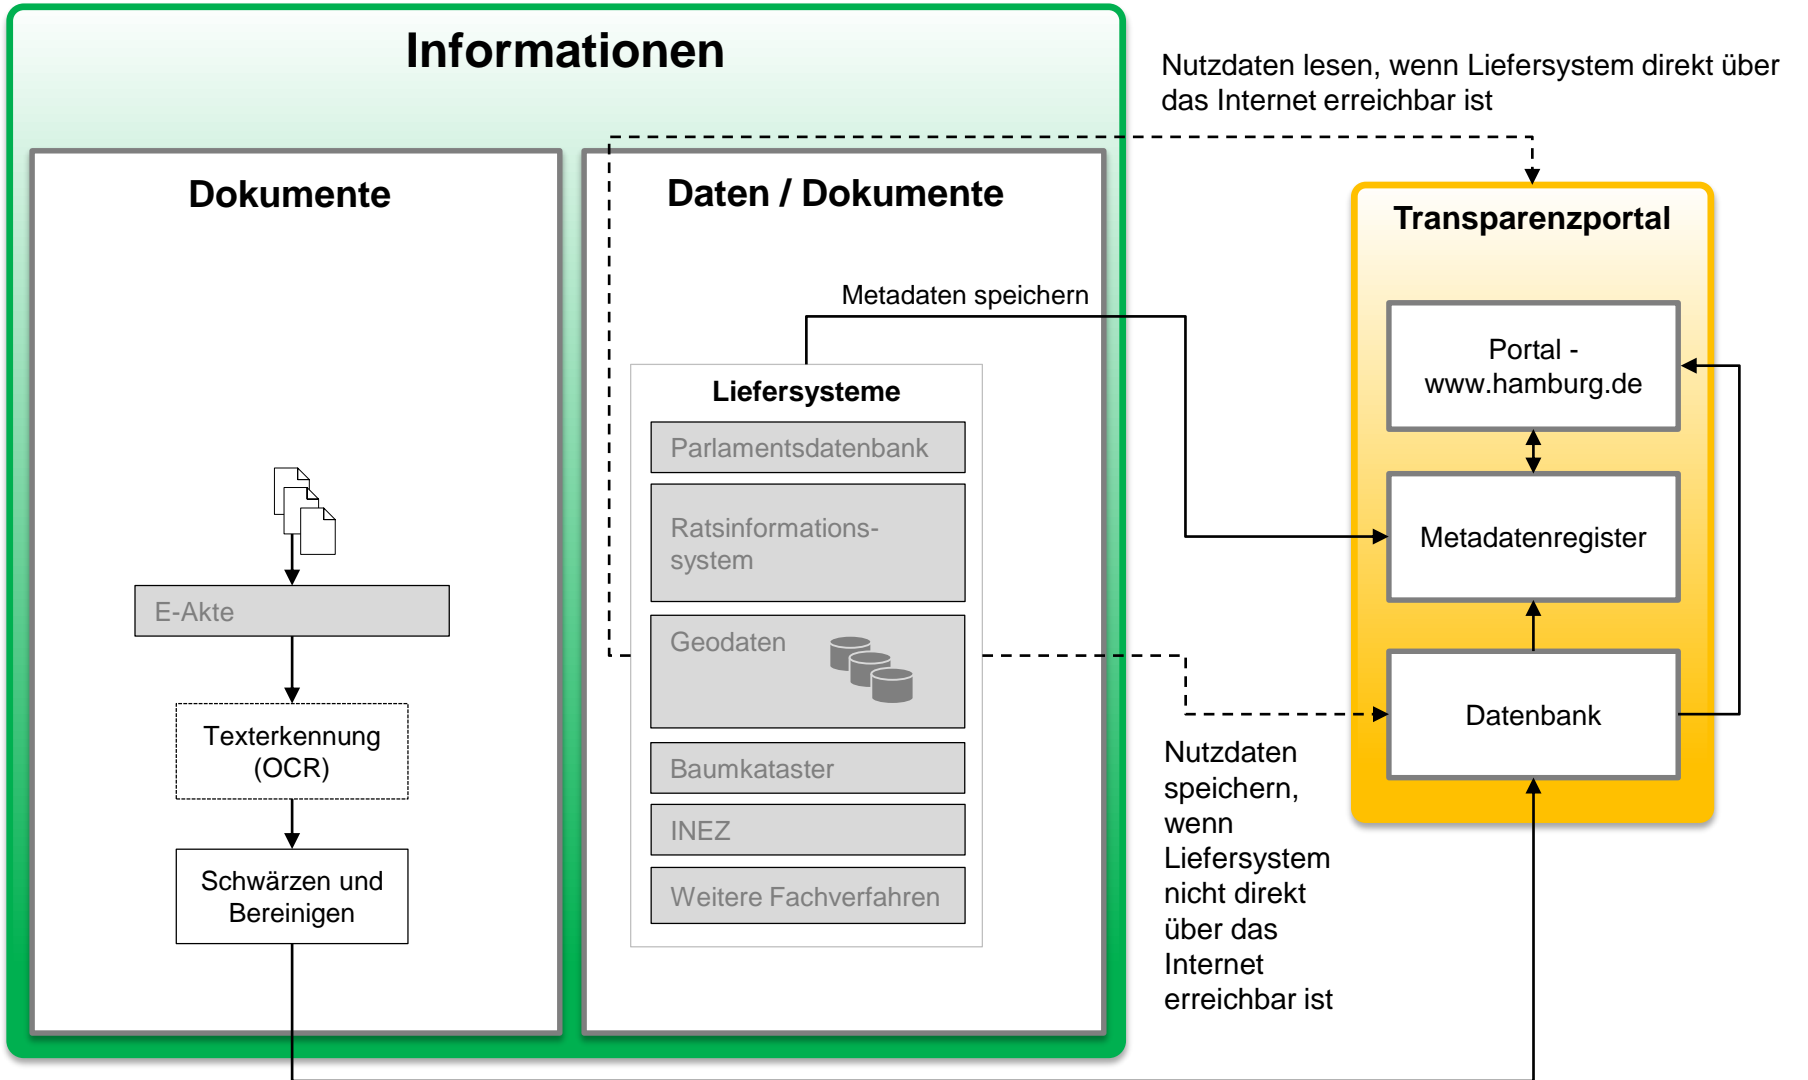 Informationen
Nutzdaten lesen, wenn Liefersystem direkt über
das Internet erreichbar ist
Dokumente
E-Akte
Texterkennung
(OCR)
Schwärzen und
Bereinigen
Daten / Dokumente
Metadaten speichern
Liefersysteme
Parlamentsdatenbank
Ratsinformations-
system
Geodaten
Baumkataster
INEZ
Weitere Fachverfahren
Nutzdaten
speichern,
wenn
Liefersystem
nicht direkt
über das
Internet
erreichbar ist
Transparenzportal
Portal -
www.hamburg.de
Metadatenregister
Datenbank